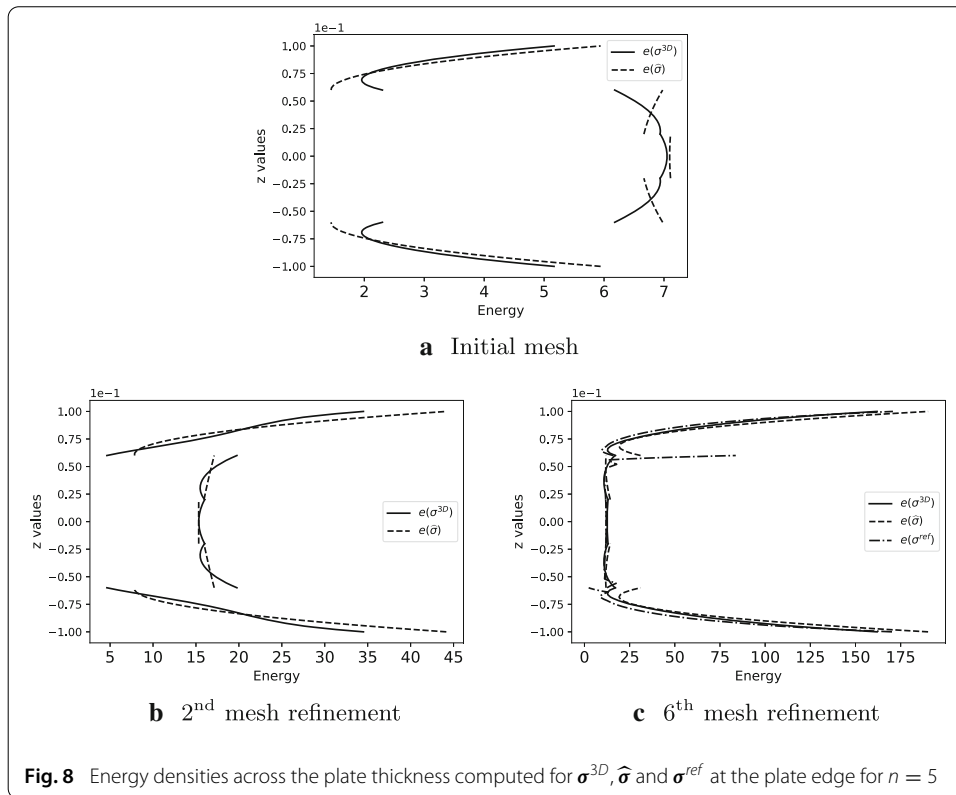 1e−1
1.00
0.75
0.50
0.25
0.00
−0.25
−0.50
−0.75
−1.00
z values
e(σ³ᴰ)
e(σ̂)
2 3 4 5 6 7
Energy
a Initial mesh
1e−1
1.00
0.75
0.50
0.25
0.00
−0.25
−0.50
−0.75
−1.00
z values
e(σ³ᴰ)
e(σ̂)
5 10 15 20 25 30 35 40 45
Energy
b 2ⁿᵈ mesh refinement
1e−1
1.00
0.75
0.50
0.25
0.00
−0.25
−0.50
−0.75
−1.00
z values
e(σ³ᴰ)
e(σ̂)
e(σʳᵉᶠ)
0 25 50 75 100 125 150 175
Energy
c 6ᵗʰ mesh refinement
Fig. 8 Energy densities across the plate thickness computed for σ³ᴰ, σ̂ and σʳᵉᶠ at the plate edge for n = 5